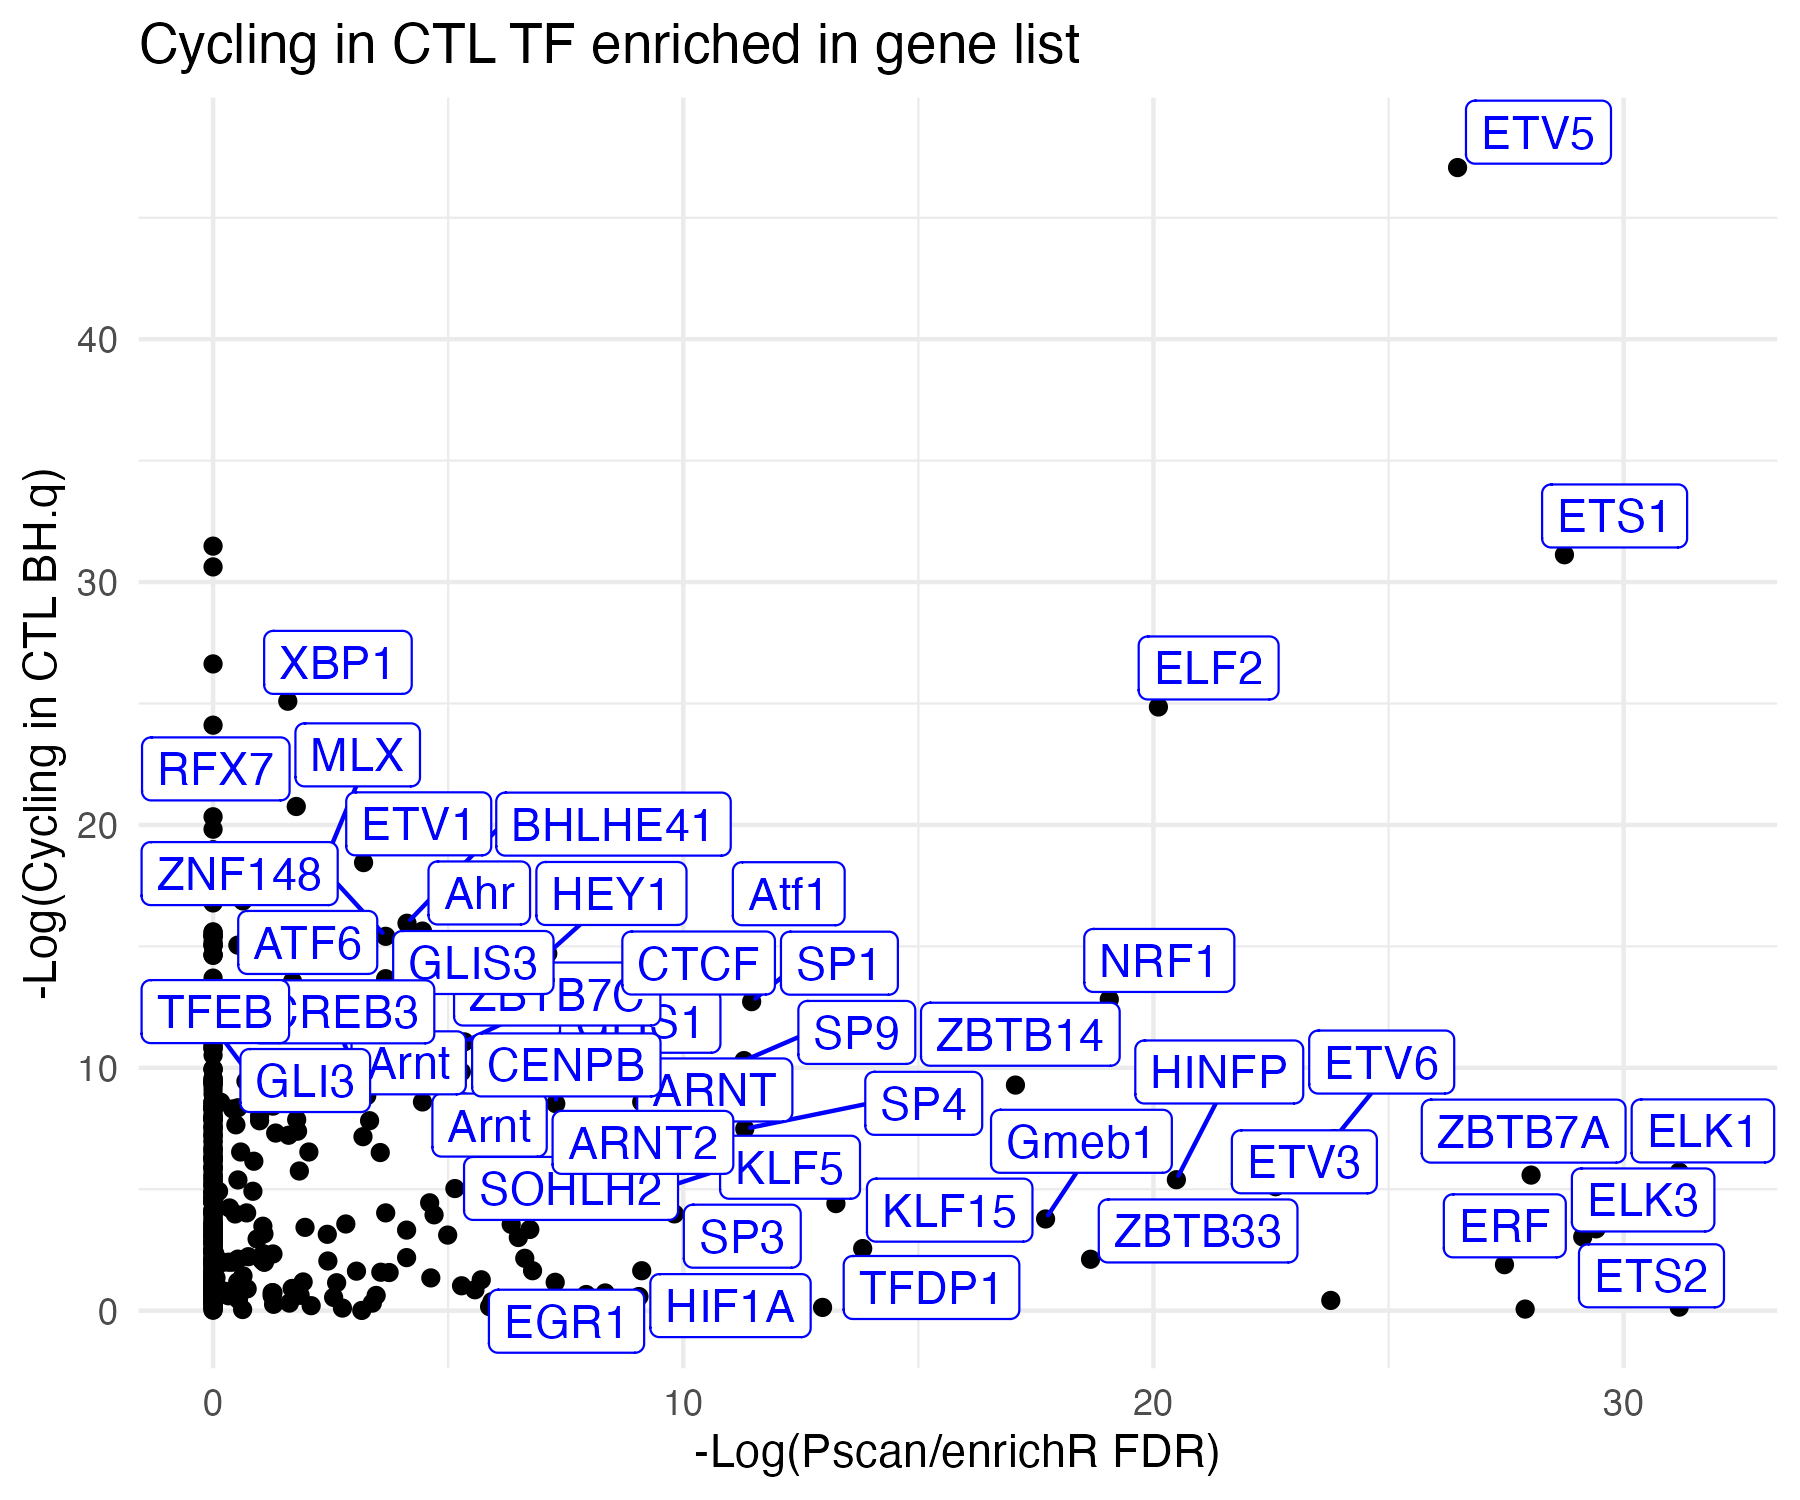 Cycling in CTL TF enriched in gene list
-Log(Cycling in CTL BH.q)
40
30
20
10
0
ETV5
ETS1
XBP1
ELF2
MLX
RFX7
ETV1
BHLHE41
ZNF148
Ahr
HEY1
Atf1
ATF6
GLIS3
CTCF
SP1
NRF1
ZBTB7C
TFEB
CREB3
SP9
ZBTB14
Arnt
CENPB
HINFP
ETV6
GLI3
ARNT
SP4
Arnt
ARNT2
Gmeb1
ZBTB7A
ELK1
KLF5
ETV3
SOHLH2
KLF15
ELK3
SP3
ZBTB33
ERF
TFDP1
ETS2
HIF1A
EGR1
0
10
20
30
-Log(Pscan/enrichR FDR)